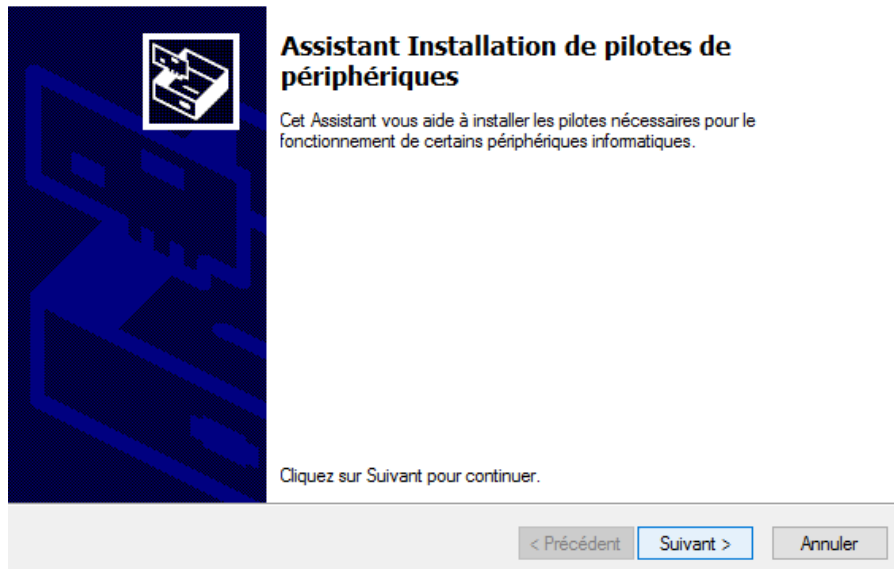 Assistant Installation de pilotes de
périphériques
Cet Assistant vous aide à installer les pilotes nécessaires pour le
fonctionnement de certains périphériques informatiques.
Cliquez sur Suivant pour continuer.
< Précédent Suivant > Annuler